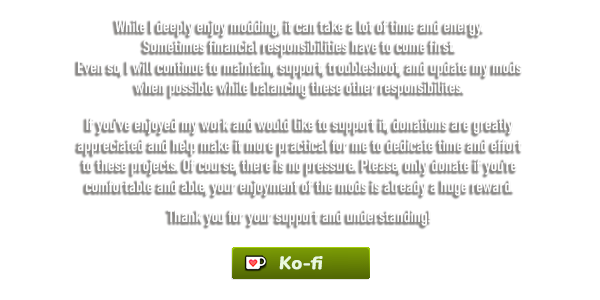 While I deeply enjoy modding, it can take a lot of time and energy.
Sometimes financial responsibilities have to come first.
Even so, I will continue to maintain, support, troubleshoot, and update my mods
when possible while balancing these other responsibilites.
If you've enjoyed my work and would like to support it, donations are greatly
appreciated and help make it more practical for me to dedicate time and effort
to these projects. Of course, there is no pressure. Please, only donate if you're
comfortable and able, your enjoyment of the mods is already a huge reward.
Thank you for your support and understanding!
Ko-fi